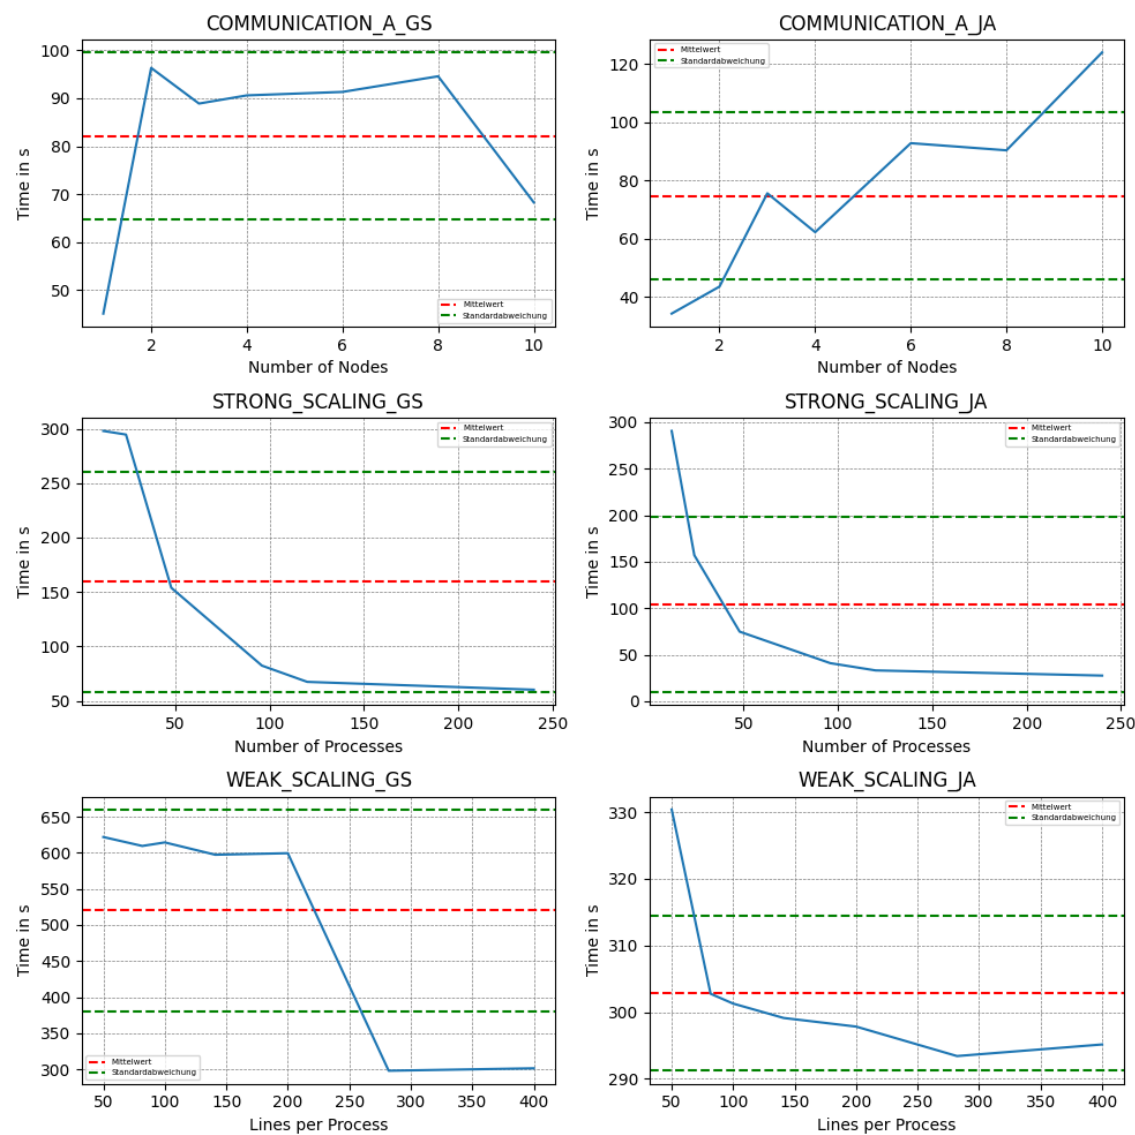 COMMUNICATION_A_GS
Time in s
100
90
80
70
60
50
2
4
6
8
10
Number of Nodes
Mittelwert
Standardabweichung
COMMUNICATION_A_JA
Time in s
120
100
80
60
40
2
4
6
8
10
Number of Nodes
Mittelwert
Standardabweichung
STRONG_SCALING_GS
Time in s
300
250
200
150
100
50
50
100
150
200
250
Number of Processes
Mittelwert
Standardabweichung
STRONG_SCALING_JA
Time in s
300
250
200
150
100
50
0
50
100
150
200
250
Number of Processes
Mittelwert
Standardabweichung
WEAK_SCALING_GS
Time in s
650
600
550
500
450
400
350
300
50
100
150
200
250
300
350
400
Lines per Process
Mittelwert
Standardabweichung
WEAK_SCALING_JA
Time in s
330
320
310
300
290
50
100
150
200
250
300
350
400
Lines per Process
Mittelwert
Standardabweichung